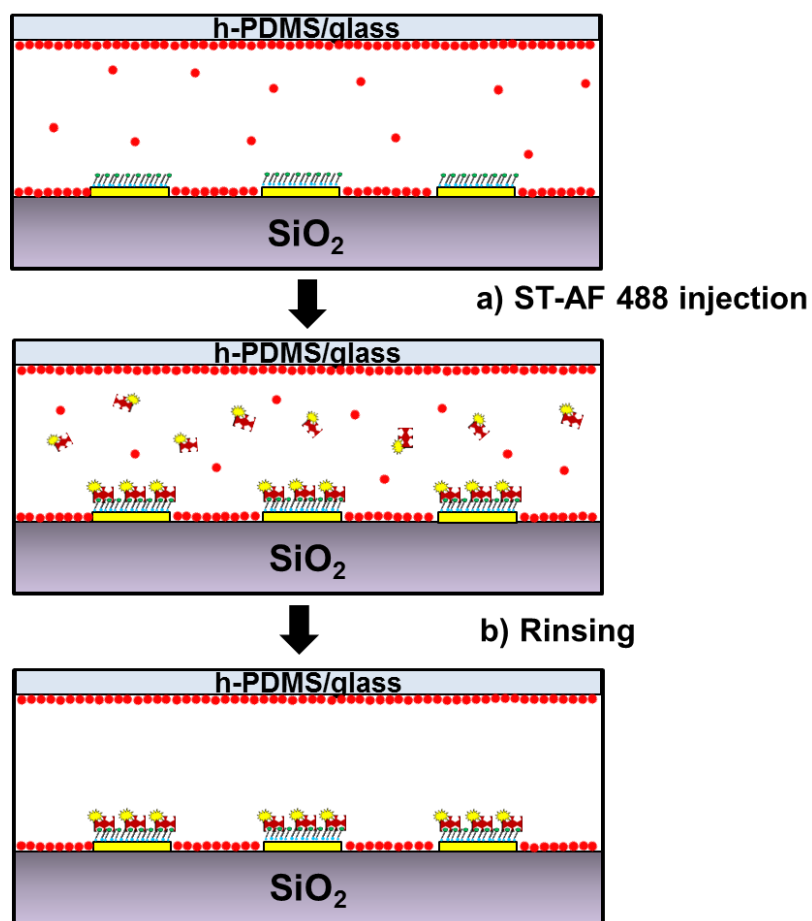 h-PDMS/glass
SiO₂
a) ST-AF 488 injection
h-PDMS/glass
SiO₂
b) Rinsing
h-PDMS/glass
SiO₂